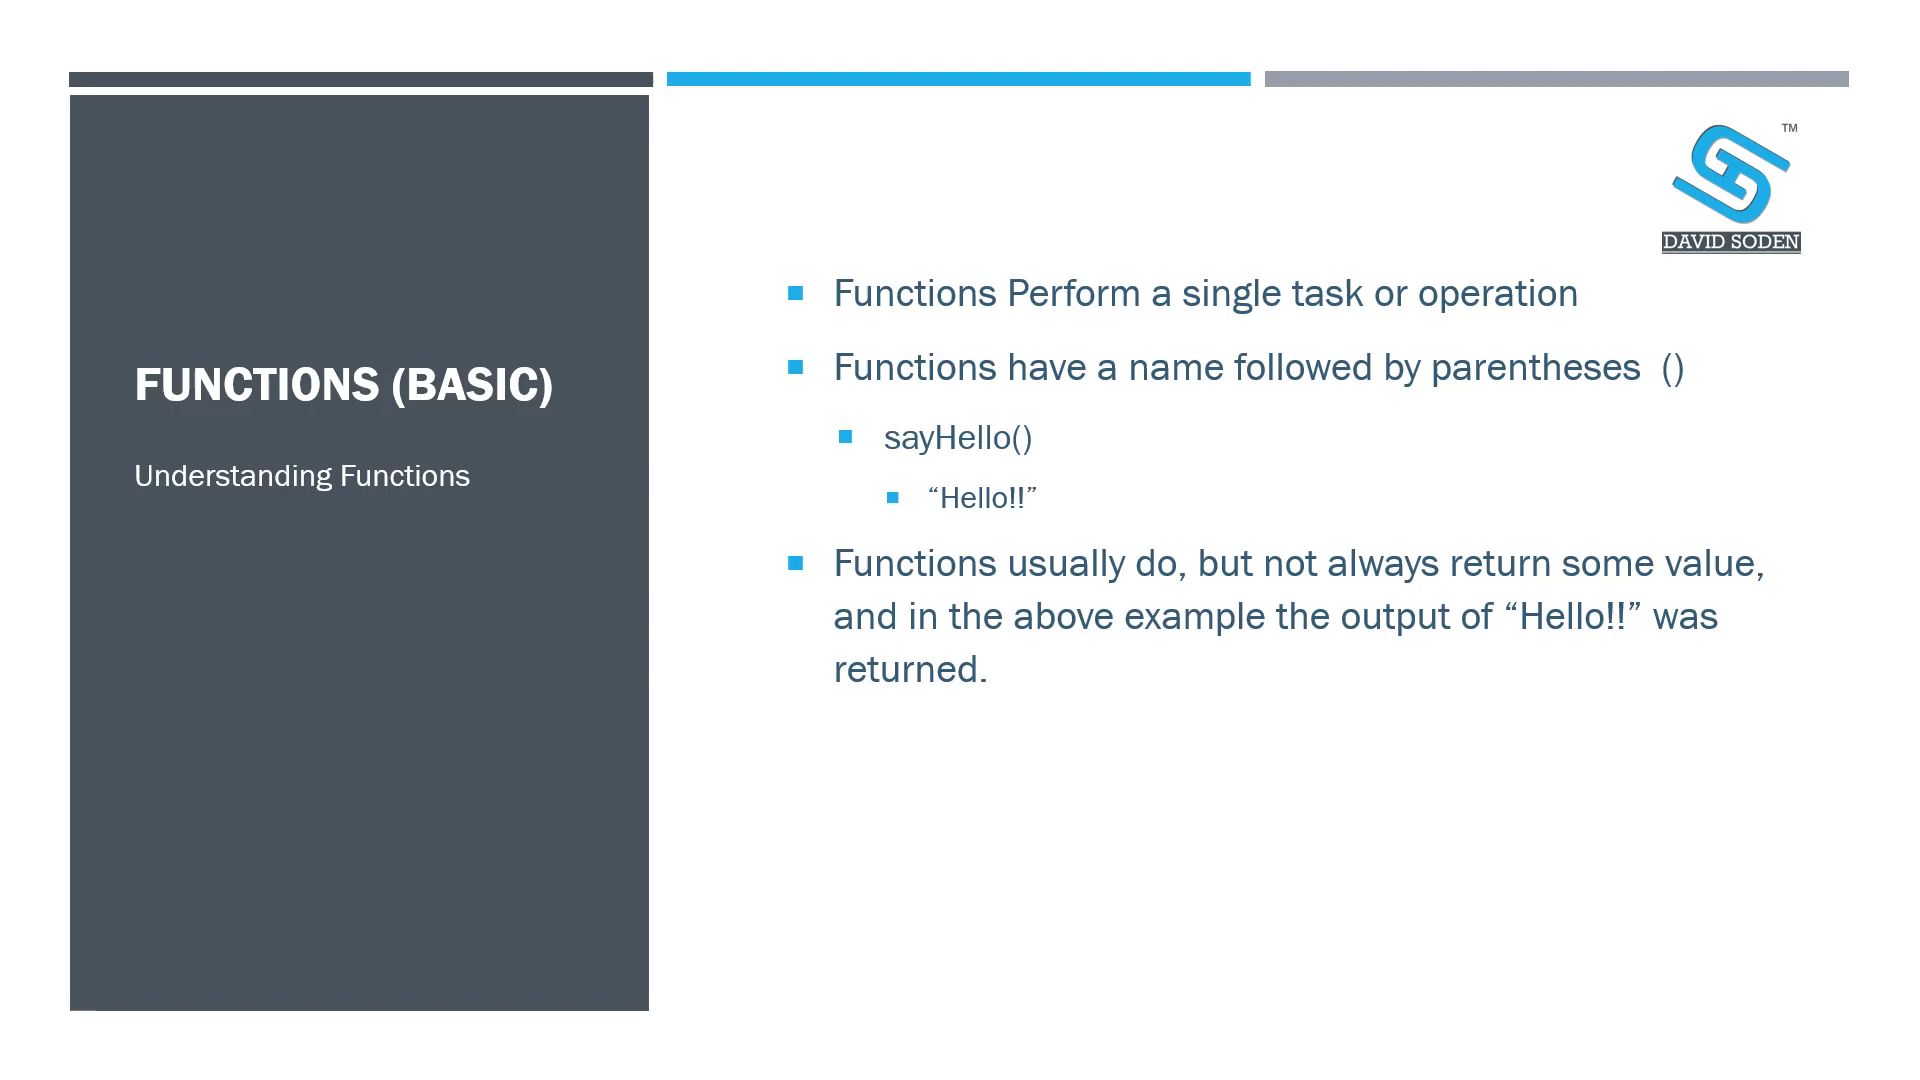 FUNCTIONS (BASIC)
Understanding Functions
TM
DAVID SODEN
Functions Perform a single task or operation
Functions have a name followed by parentheses  ()
sayHello()
“Hello!!”
Functions usually do, but not always return some value,
and in the above example the output of “Hello!!” was
returned.